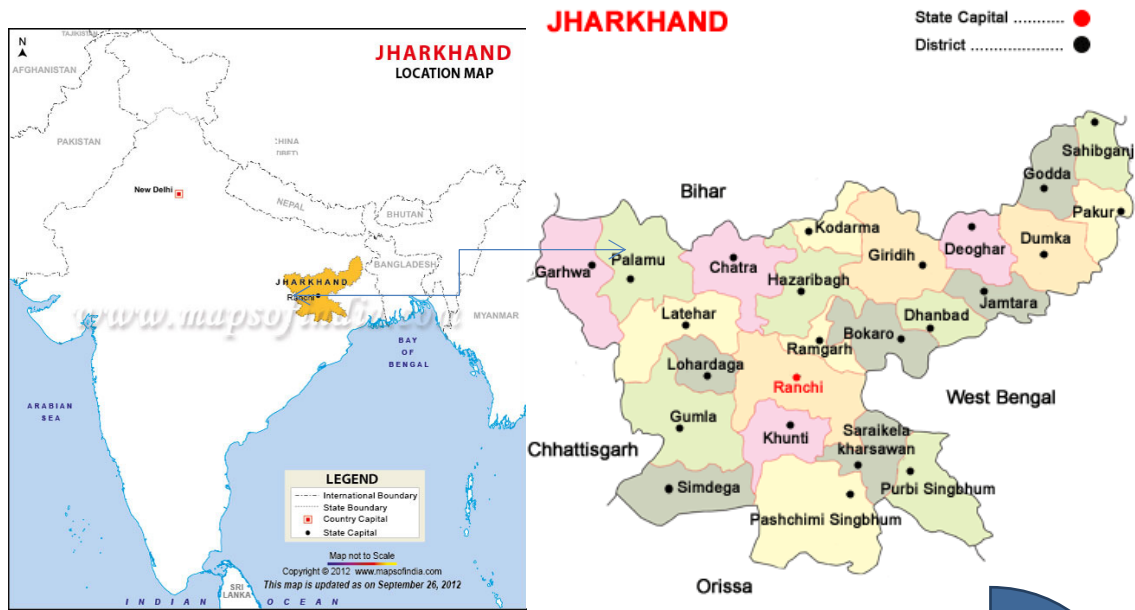 JHARKHAND
LOCATION MAP
N
TAJIKISTAN
AFGHANISTAN
PAKISTAN
CHINA
(TIBET)
New Delhi
NEPAL
BHUTAN
BANGLADESH
JHARKHAND
Ranchi
MYANMAR
www.mapsofindia.com
BAY
OF
BENGAL
ARABIAN
SEA
LEGEND
International Boundary
State Boundary
Country Capital
State Capital
Map not to Scale
Copyright © 2012 www.mapsofindia.com
This map is updated as on September 26, 2012
SRI
LANKA
INDIAN OCEAN
JHARKHAND
State Capital ...........
District ....................
Bihar
Sahibganj
Godda
Pakur
Kodarma
Deoghar
Dumka
Giridih
Garhwa
Palamu
Chatra
Hazaribagh
Jamtara
Latehar
Dhanbad
Bokaro
Ramgarh
Lohardaga
Ranchi
West Bengal
Gumla
Khunti
Saraikela
kharsawan
Chhattisgarh
Simdega
Purbi Singbhum
Pashchimi Singbhum
Orissa